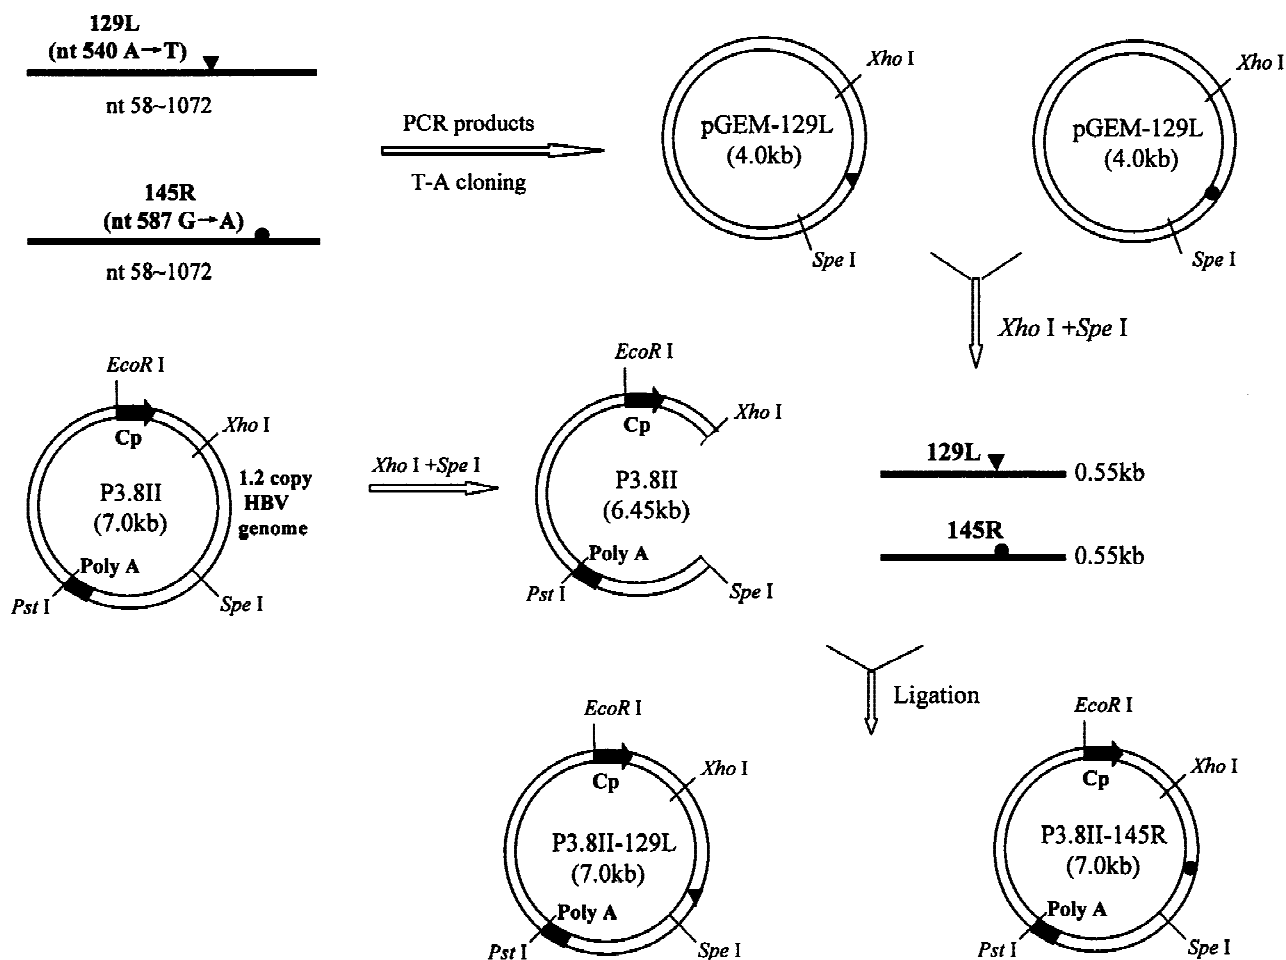 129L
(nt 540 A→T)
nt 58~1072
145R
(nt 587 G→A)
nt 58~1072
PCR products
T-A cloning
Xho I
pGEM-129L
(4.0kb)
Spe I
Xho I
pGEM-129L
(4.0kb)
Spe I
Xho I +Spe I
EcoR I
Cp
Xho I
P3.8II
(7.0kb)
1.2 copy
HBV
genome
Poly A
Pst I
Spe I
Xho I +Spe I
EcoR I
Cp
Xho I
P3.8II
(6.45kb)
Poly A
Pst I
Spe I
129L
0.55kb
145R
0.55kb
Ligation
EcoR I
Cp
Xho I
P3.8II-129L
(7.0kb)
Poly A
Pst I
Spe I
EcoR I
Cp
Xho I
P3.8II-145R
(7.0kb)
Poly A
Pst I
Spe I